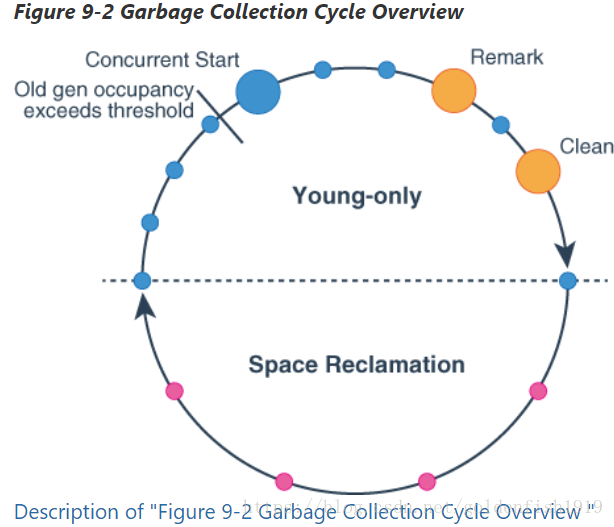 Figure 9-2 Garbage Collection Cycle Overview
Concurrent Start
Remark
Old gen occupancy
exceeds threshold
Clean
Young-only
Space Reclamation
Description of "Figure 9-2 Garbage Collection Cycle Overview "